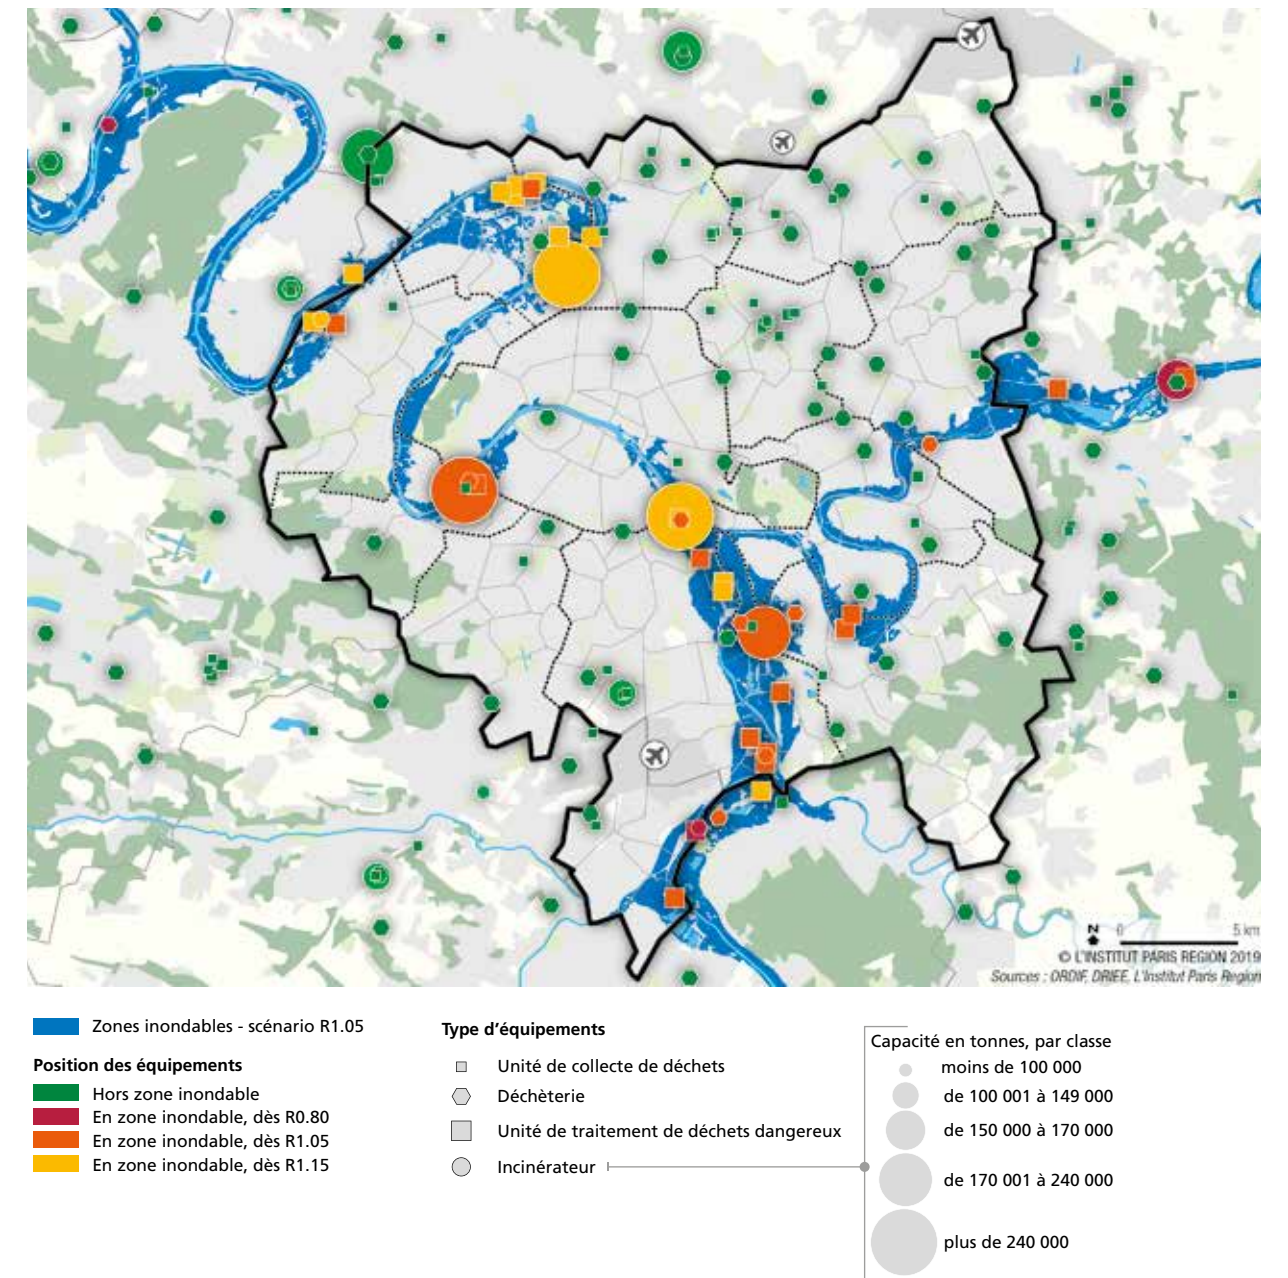 N 0 5 km
© L'INSTITUT PARIS REGION 2019
Sources : ORDIF, DRIEE, L'Institut Paris Region
Zones inondables - scénario R1.05
Position des équipements
Hors zone inondable
En zone inondable, dès R0.80
En zone inondable, dès R1.05
En zone inondable, dès R1.15
Type d'équipements
Unité de collecte de déchets
Déchèterie
Unité de traitement de déchets dangereux
Incinérateur
Capacité en tonnes, par classe
moins de 100 000
de 100 001 à 149 000
de 150 000 à 170 000
de 170 001 à 240 000
plus de 240 000